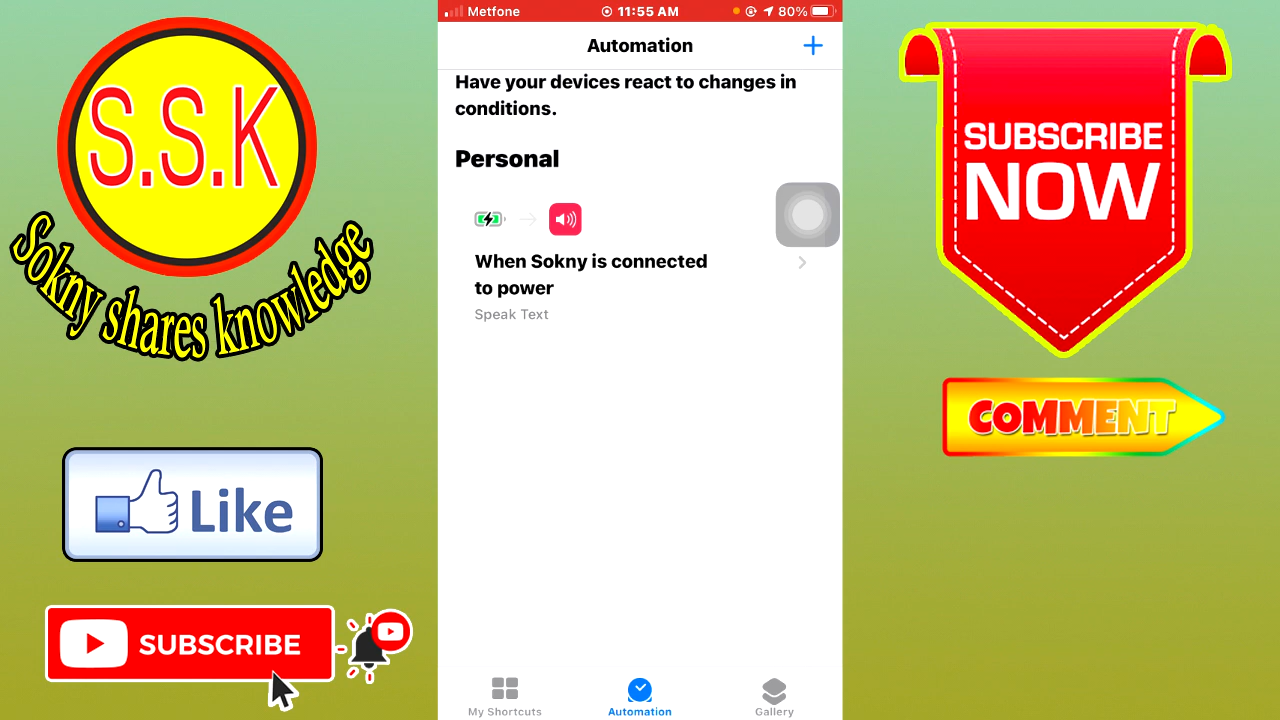 S.S.K
Sokny shares knowledge
Like
SUBSCRIBE
Metfone
11:55 AM
80%
Automation
Have your devices react to changes in
conditions.
Personal
When Sokny is connected
to power
Speak Text
My Shortcuts
Automation
Gallery
SUBSCRIBE
NOW
COMMENT